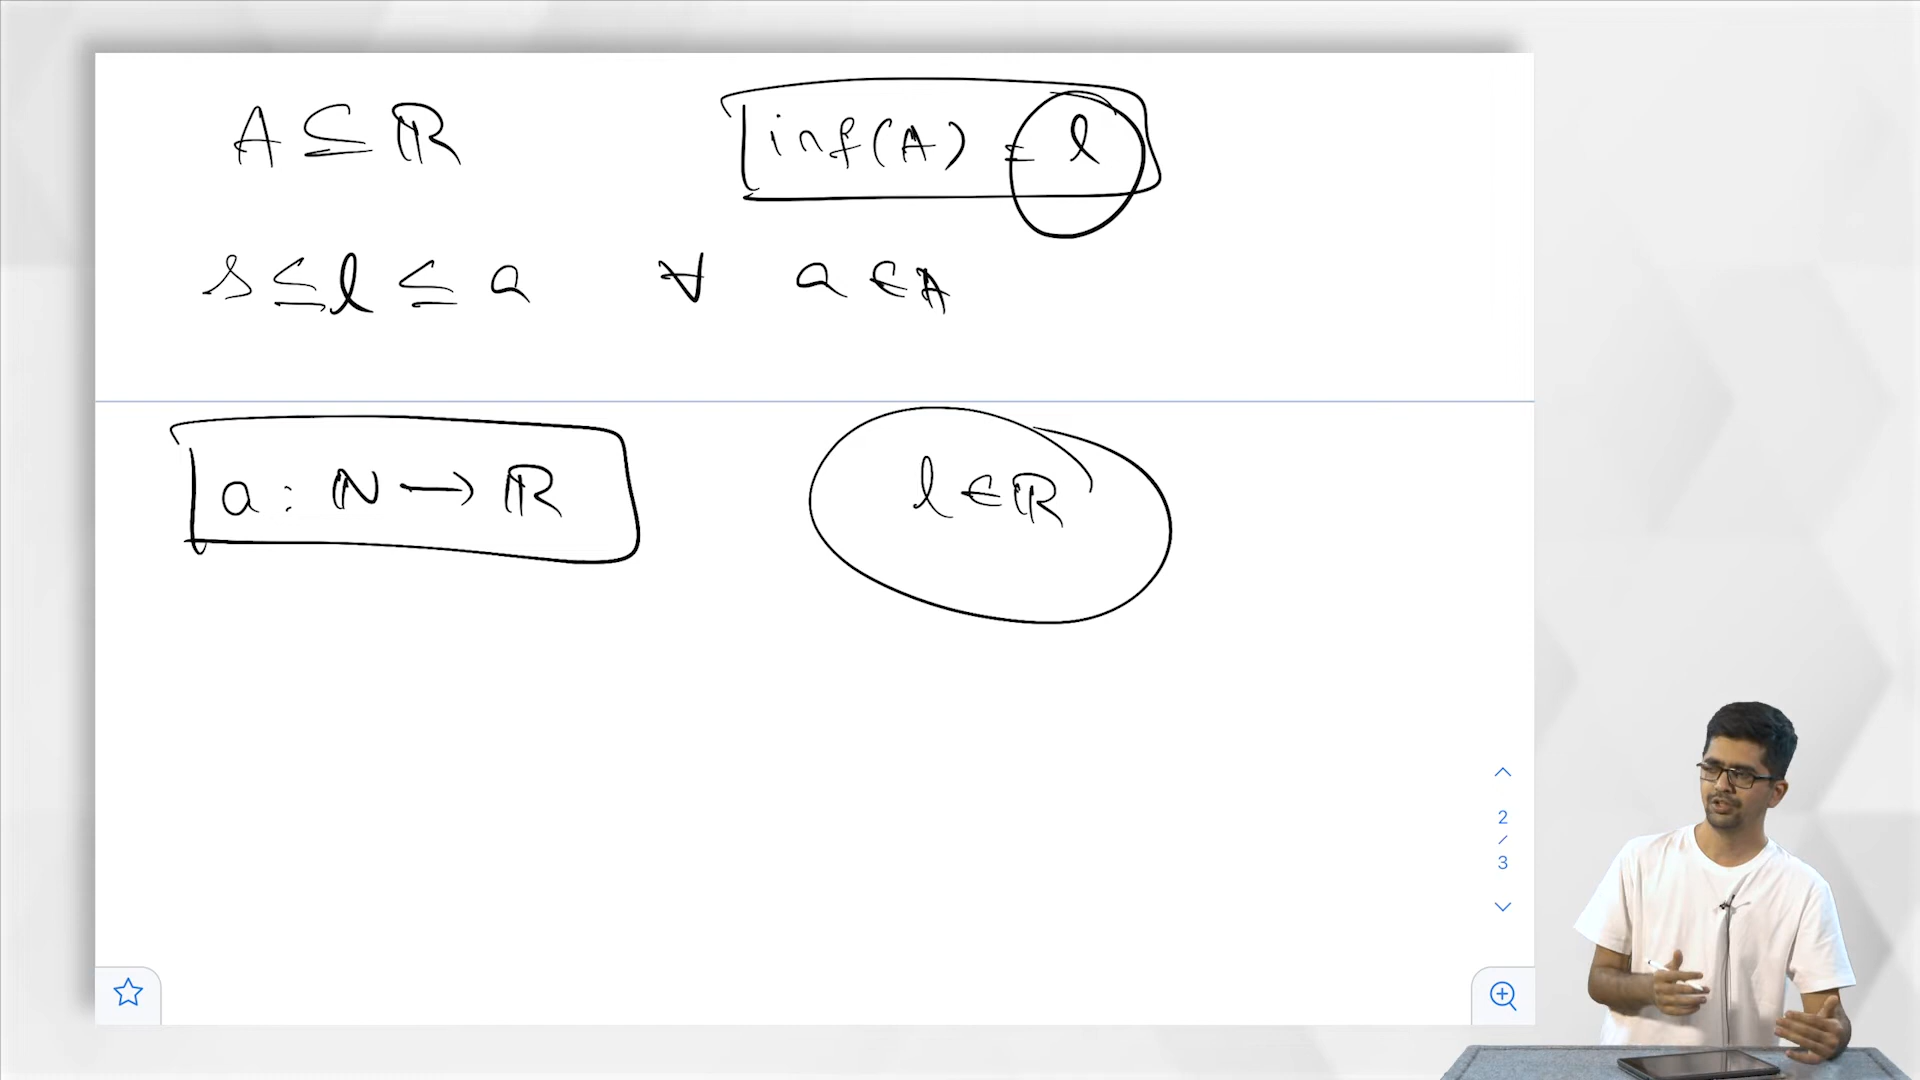 A ⊆ ℝ inf(A) = l
s ≤ l ≤ a ∀ a ∈ A
a : ℕ → ℝ l ∈ ℝ
2
/
3